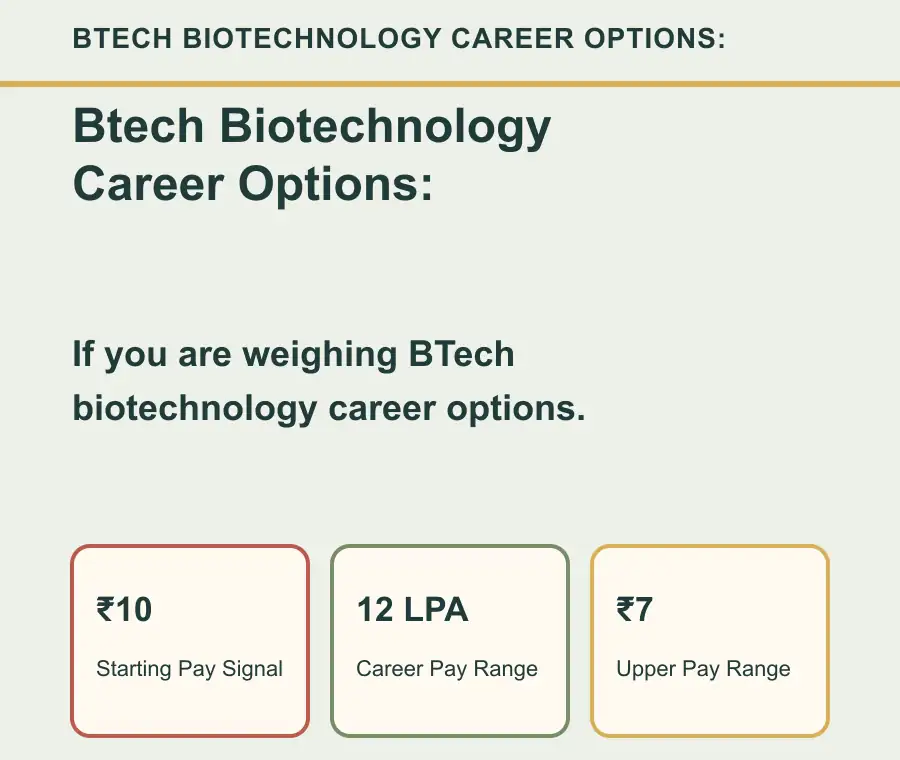 BTECH BIOTECHNOLOGY CAREER OPTIONS:
Btech Biotechnology
Career Options:
If you are weighing BTech
biotechnology career options.
₹10
Starting Pay Signal
12 LPA
Career Pay Range
₹7
Upper Pay Range